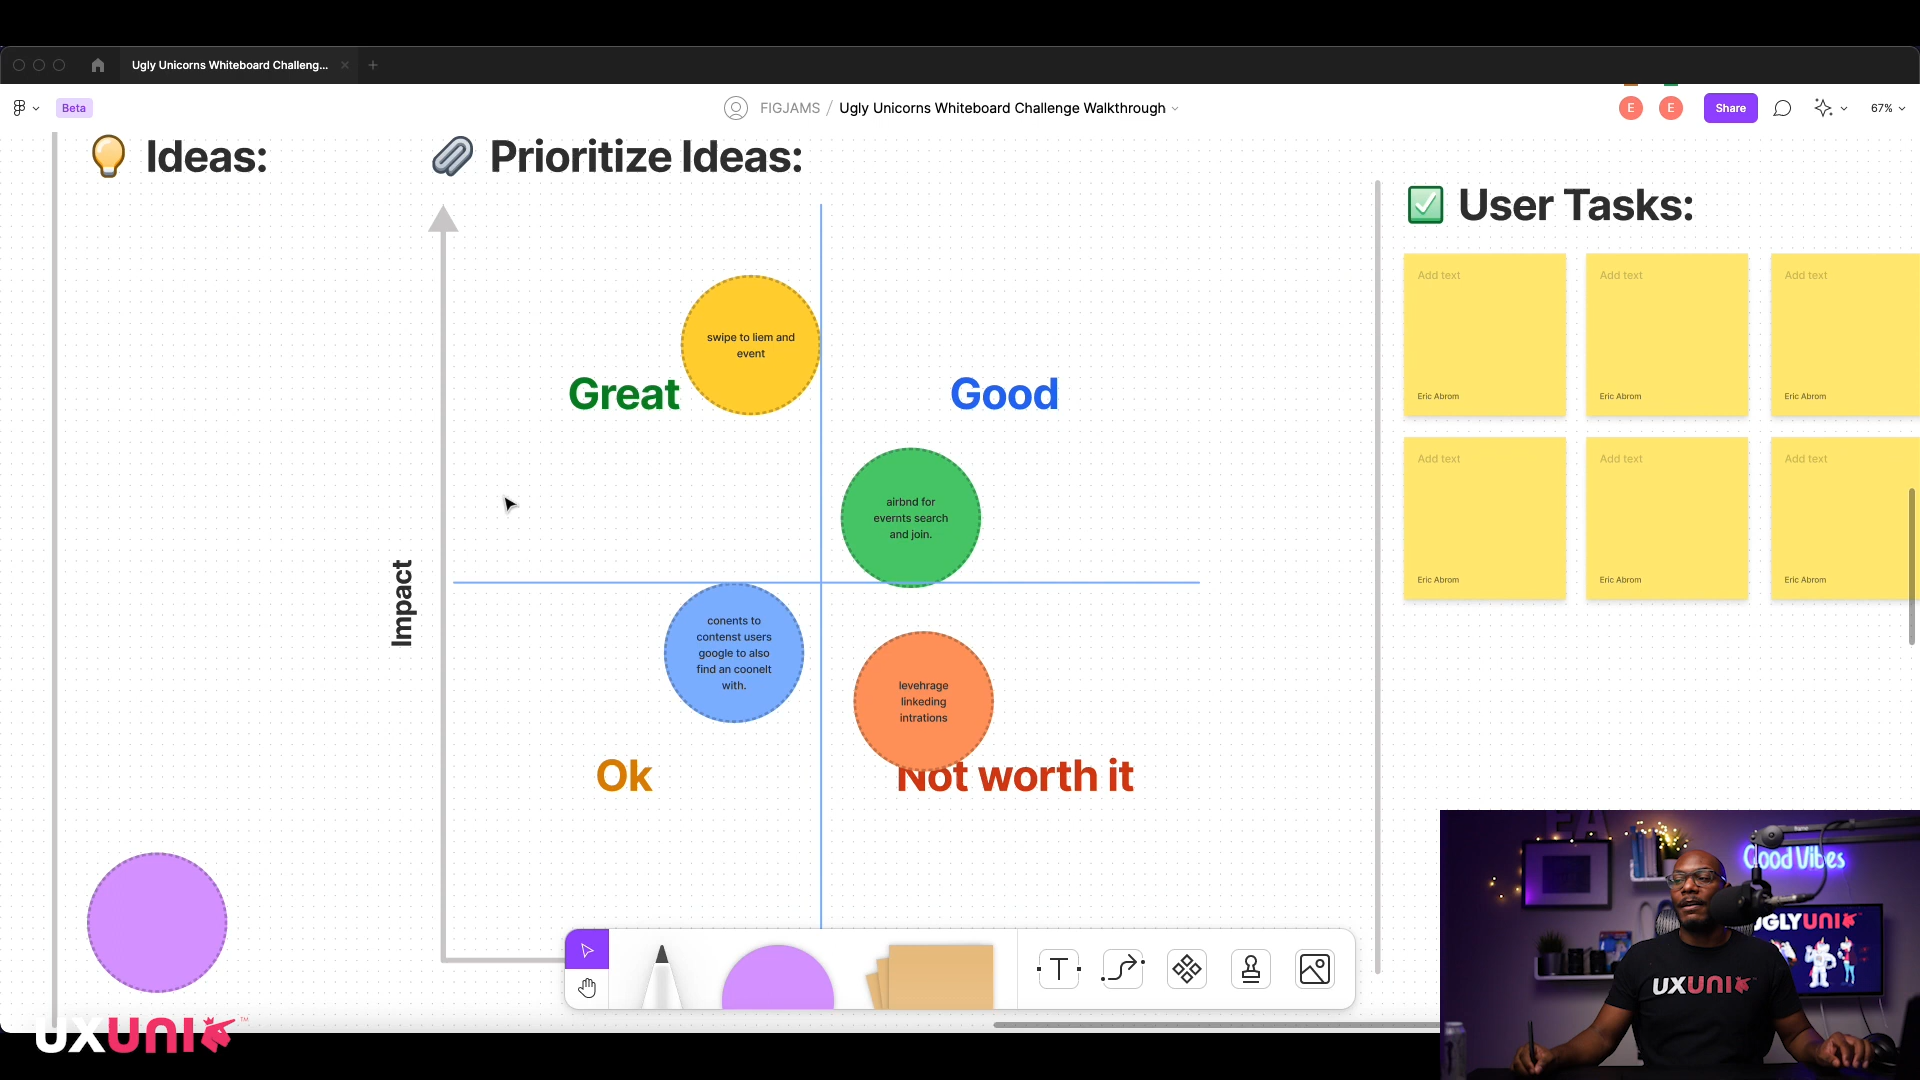 Ugly Unicorns Whiteboard Challeng...
Beta
FIGJAMS / Ugly Unicorns Whiteboard Challenge Walkthrough
E
E
Share
67%
Ideas:
Prioritize Ideas:
User Tasks:
swipe to liem and
event
Great
Good
airbnd for
evernts search
and join.
Impact
conents to
contenst users
google to also
find an coonelt
with.
levehrage
linkeding
intrations
Ok
Not worth it
Add text
Eric Abrom
Add text
Eric Abrom
Add text
Eric Abrom
Add text
Eric Abrom
Add text
Eric Abrom
Add text
Eric Abrom
T
Good Vibes
UGLYUNI
UXUNI
UXUNI™